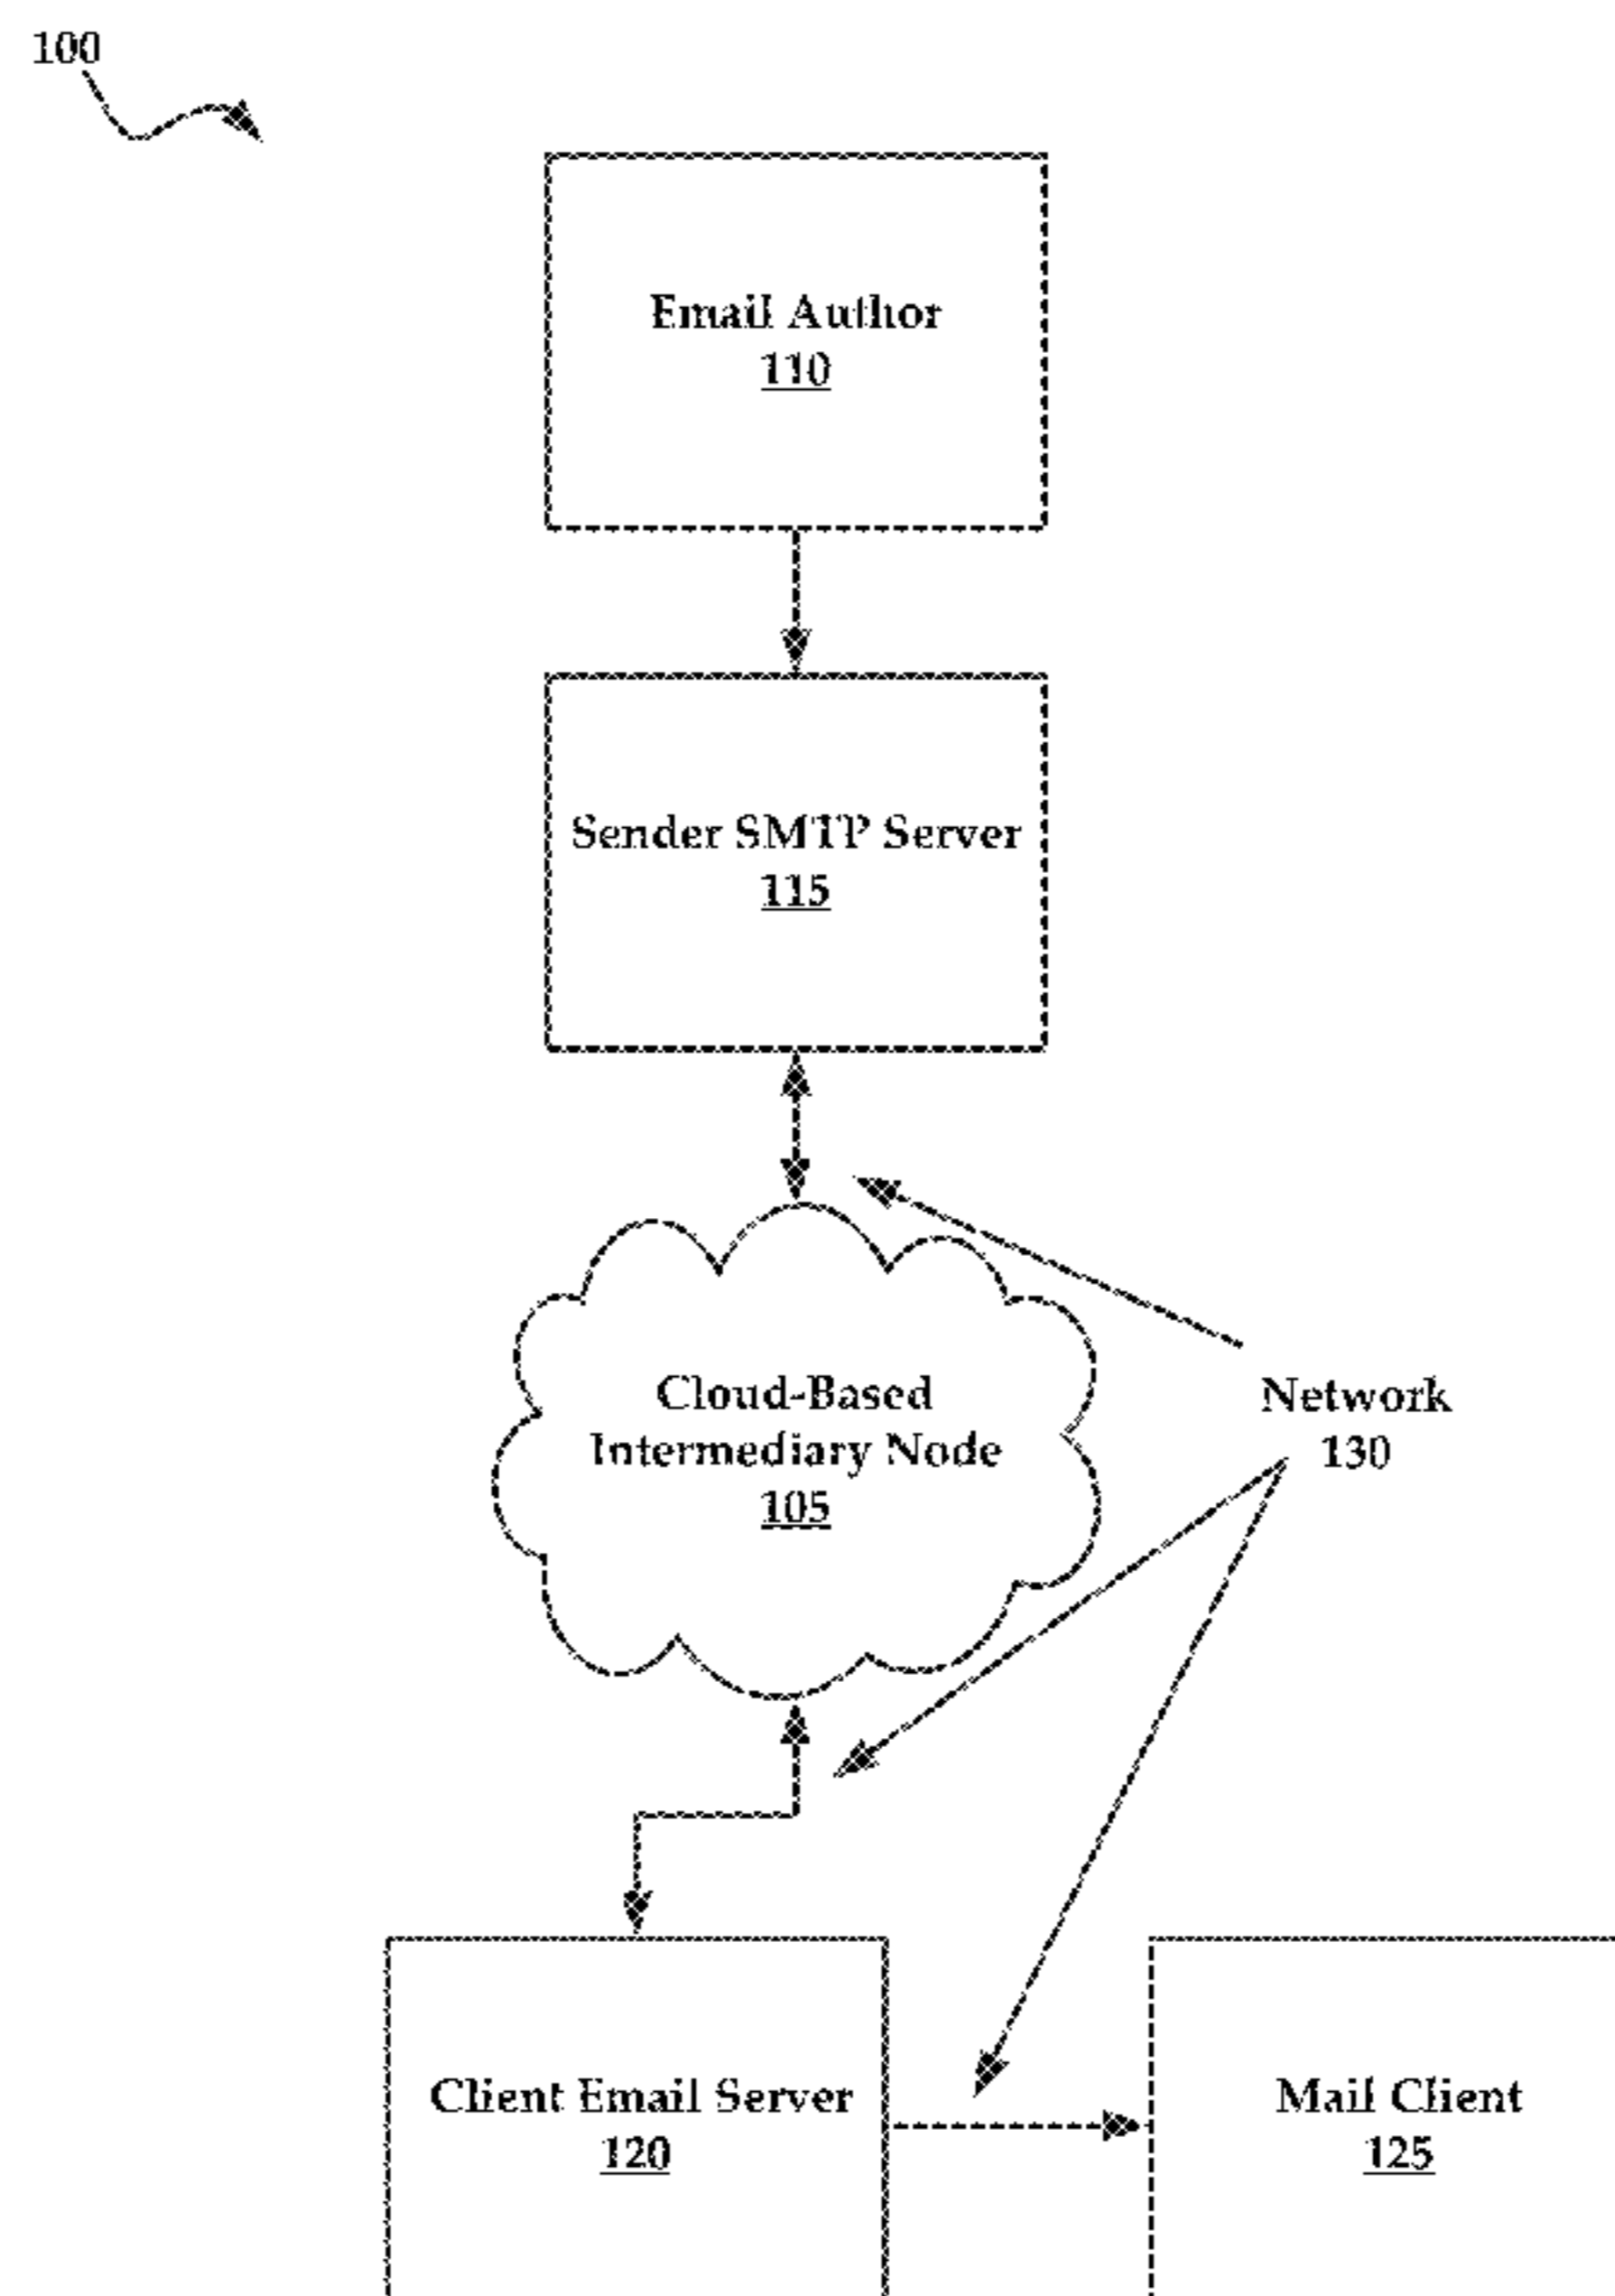 100
Email Author
110
Sender SMTP Server
115
Cloud-Based
Intermediary Node
105
Network
130
Client Email Server
120
Mail Client
125